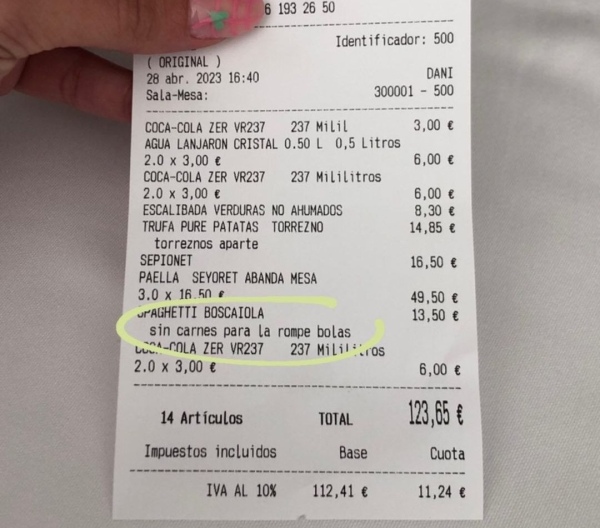 6 193 26 50
Identificador: 500
( ORIGINAL )
28 abr. 2023 16:40 DANI
Sala-Mesa: 300001 - 500
COCA-COLA ZER VR237 237 Milil 3,00 €
AGUA LANJARON CRISTAL 0.50 L 0,5 Litros
2.0 x 3,00 € 6,00 €
COCA-COLA ZER VR237 237 Mililitros
2.0 x 3,00 € 6,00 €
ESCALIBADA VERDURAS NO AHUMADOS 8,30 €
TRUFA PURE PATATAS TORREZNO 14,85 €
torreznos aparte
SEPIONET 16,50 €
PAELLA SEYORET ABANDA MESA
3.0 x 16,50 € 49,50 €
SPAGHETTI BOSCAIOLA 13,50 €
sin carnes para la rompe bolas
COCA-COLA ZER VR237 237 Mililitros
2.0 x 3,00 € 6,00 €
14 Artículos TOTAL 123,65 €
Impuestos incluidos Base Cuota
IVA AL 10% 112,41 € 11,24 €